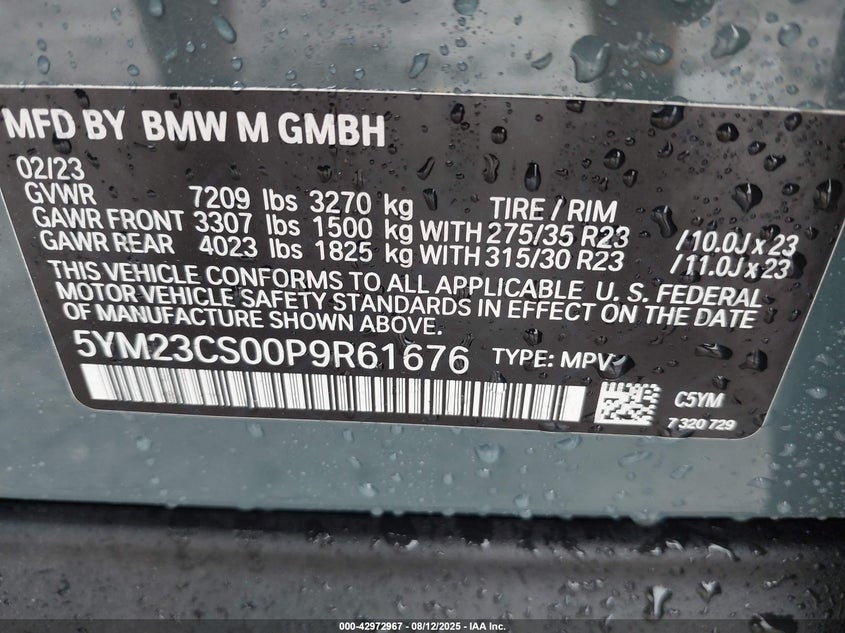 MFD BY BMW M GMBH
02/23
GVWR 7209 lbs 3270 kg TIRE / RIM
GAWR FRONT 3307 lbs 1500 kg WITH 275/35 R23 /10.0J x 23
GAWR REAR 4023 lbs 1825 kg WITH 315/30 R23 /11.0J x 23
THIS VEHICLE CONFORMS TO ALL APPLICABLE U. S. FEDERAL
MOTOR VEHICLE SAFETY STANDARDS IN EFFECT ON THE DATE
OF MANUFACTURE SHOWN ABOVE.
5YM23CS00P9R61676 TYPE: MPV
C5YM
7 320 729
000-42972967 - 08/12/2025 - IAA Inc.